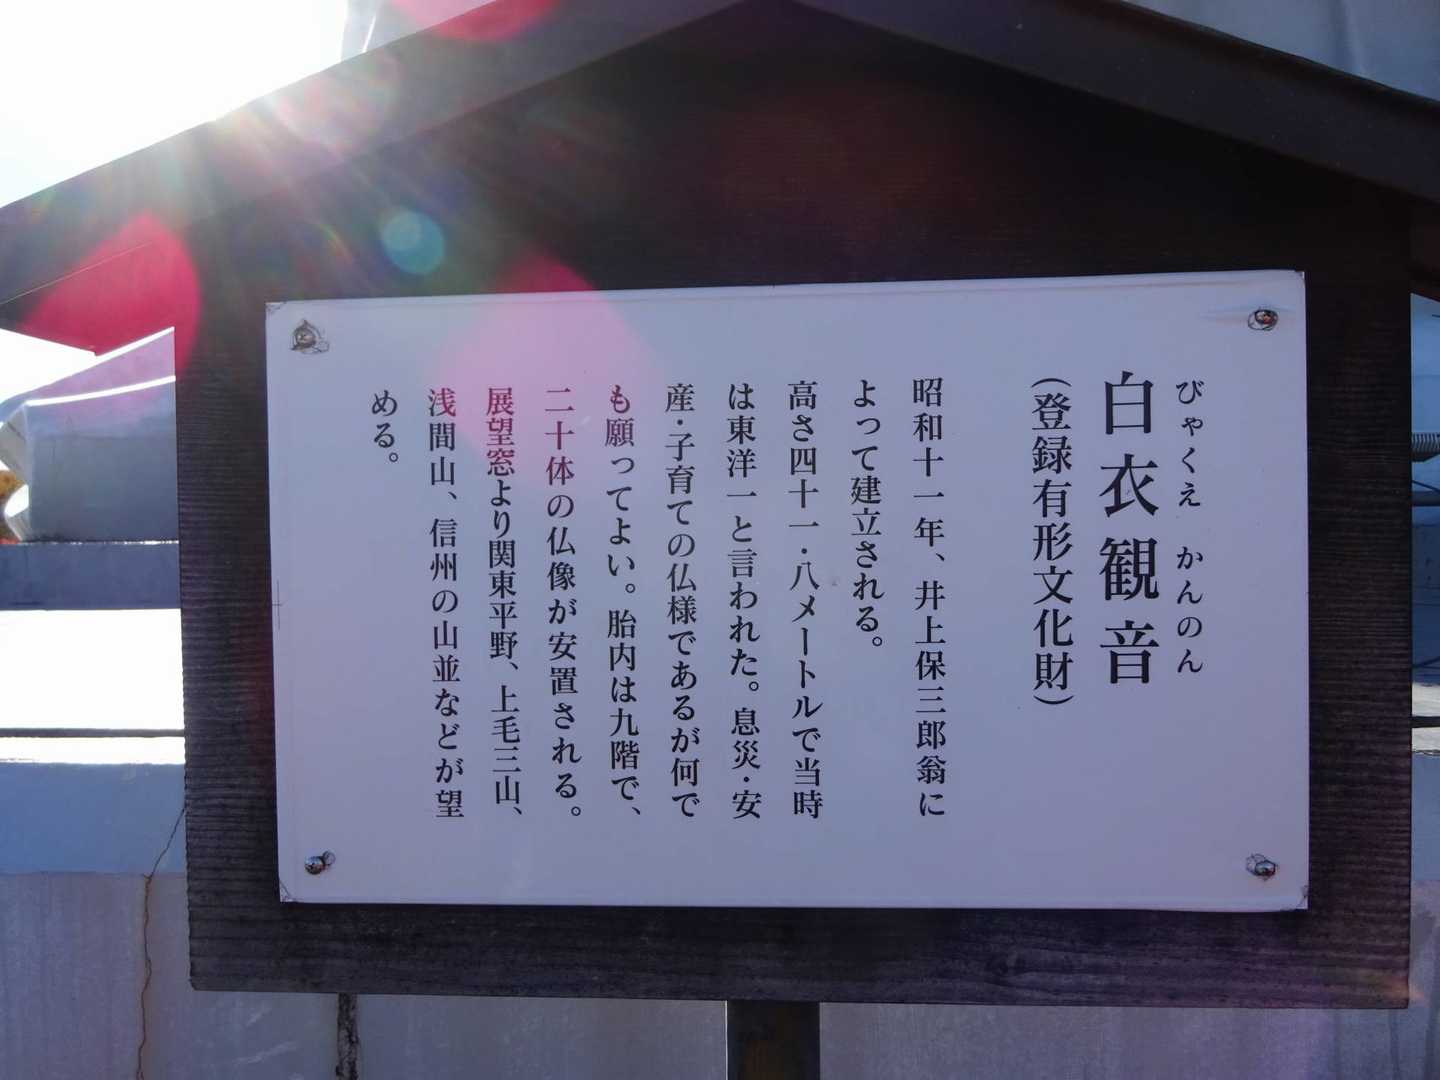 びゃくえ かんのん
白衣観音
(登録有形文化財)
昭和十一年、井上保三郎翁に
よって建立される。
高さ四十一・八メートルで当時
は東洋一と言われた。息災・安
産・子育ての仏様であるが何で
も願ってよい。胎内は九階で、
二十体の仏像が安置される。
展望窓より関東平野、上毛三山、
浅間山、信州の山並などが望
める。